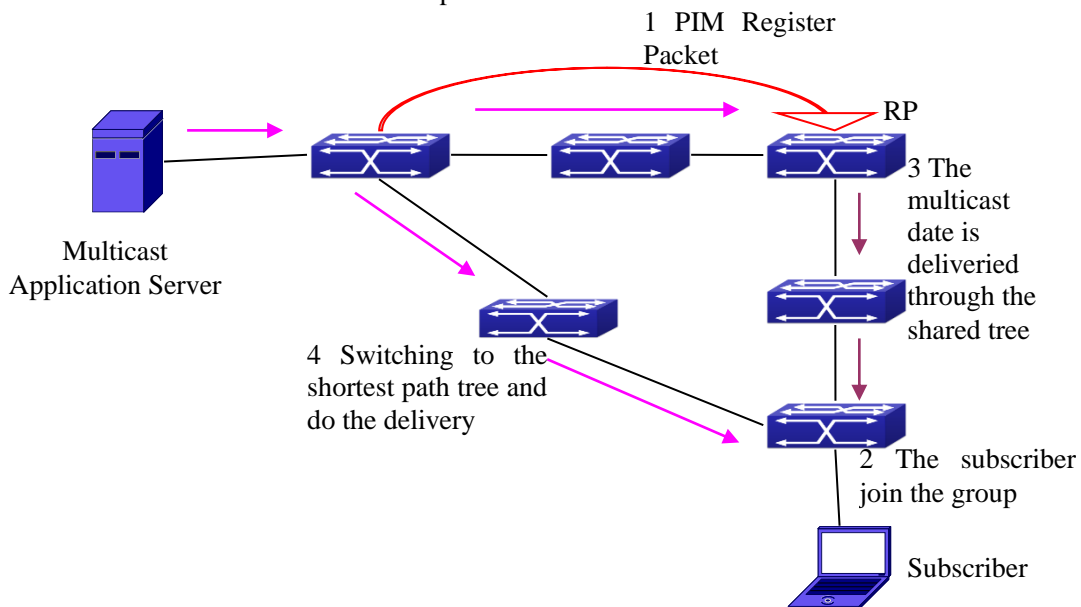 1 PIM Register
Packet
RP
3 The
multicast
date is
deliveried
through the
shared tree
Multicast
Application Server
4 Switching to the
shortest path tree and
do the delivery
2 The subscriber
join the group
Subscriber